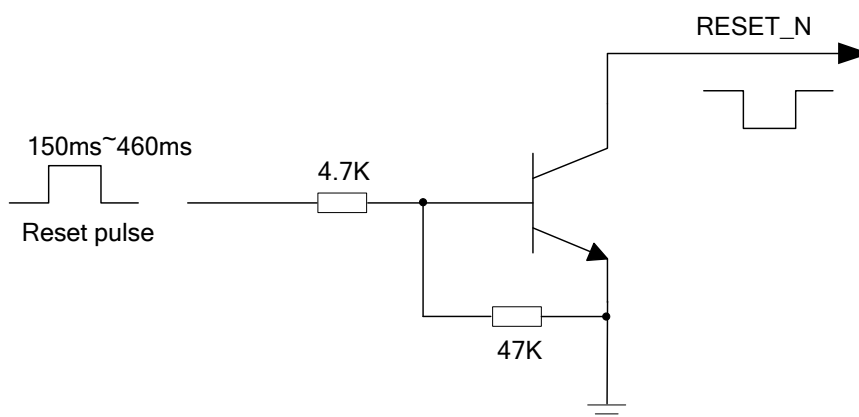 RESET_N
150ms~460ms
4.7K
Reset pulse
47K